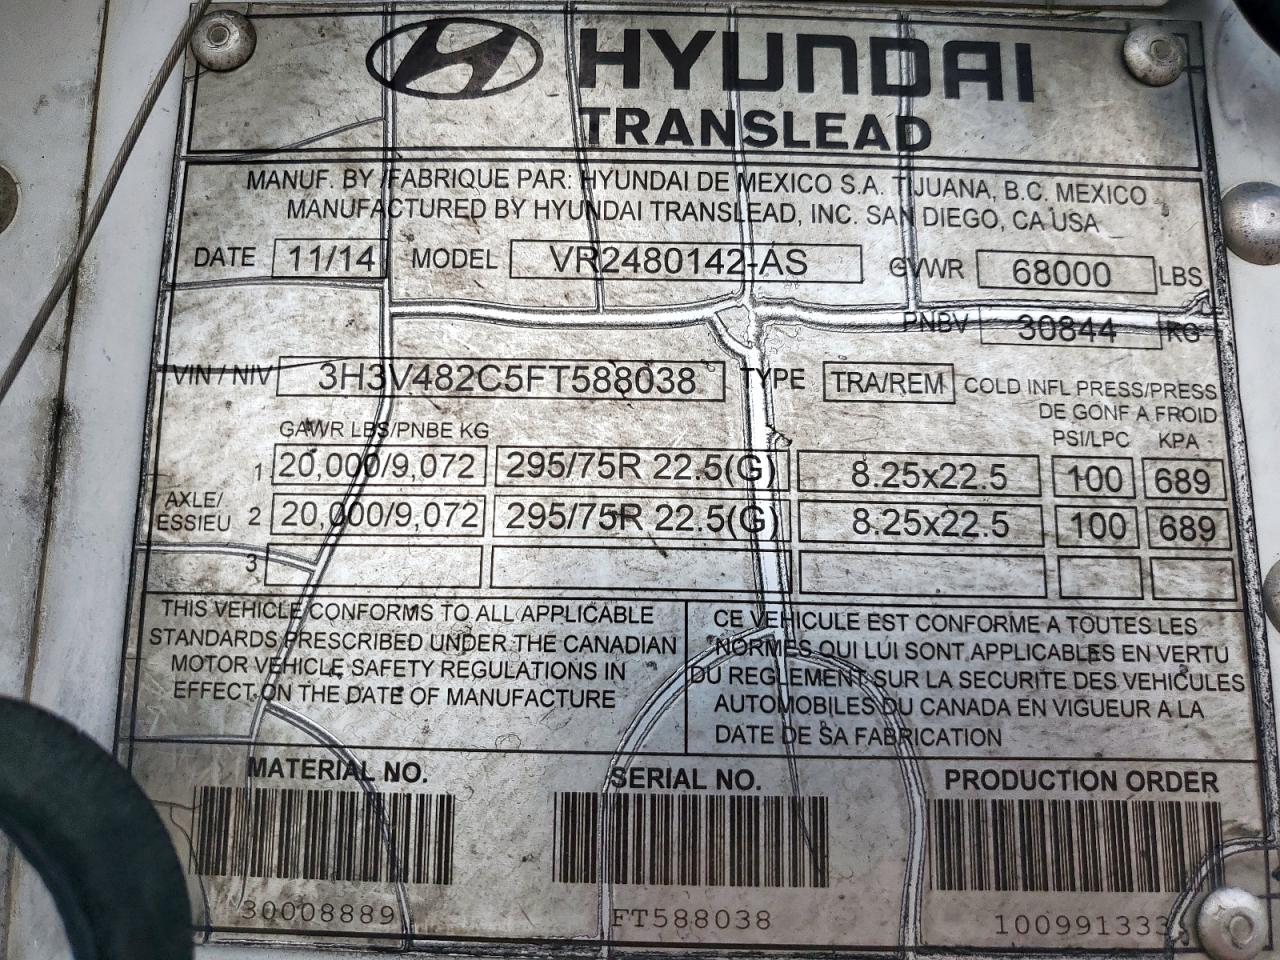 HYUNDAI
TRANSLEAD
MANUF. BY / FABRIQUE PAR: HYUNDAI DE MEXICO S.A. TIJUANA, B.C. MEXICO
MANUFACTURED BY HYUNDAI TRANSLEAD, INC. SAN DIEGO, CA USA
DATE 11/14 MODEL VR2480142-AS GVWR 68000 LBS
PNBV 30844 KG
VIN / NIV 3H3V482C5FT588038 TYPE TRA/REM COLD INFL PRESS/PRESS
DE GONF A FROID
GAWR LBS/PNBE KG PSI/LPC KPA
1 20,000/9,072 295/75R 22.5(G) 8.25x22.5 100 689
AXLE/
ESSIEU 2 20,000/9,072 295/75R 22.5(G) 8.25x22.5 100 689
3
THIS VEHICLE CONFORMS TO ALL APPLICABLE
STANDARDS PRESCRIBED UNDER THE CANADIAN
MOTOR VEHICLE SAFETY REGULATIONS IN
EFFECT ON THE DATE OF MANUFACTURE
CE VEHICULE EST CONFORME A TOUTES LES
NORMES QUI LUI SONT APPLICABLES EN VERTU
DU REGLEMENT SUR LA SECURITE DES VEHICULES
AUTOMOBILES DU CANADA EN VIGUEUR A LA
DATE DE SA FABRICATION
MATERIAL NO. SERIAL NO. PRODUCTION ORDER
30008889 FT588038 100991333